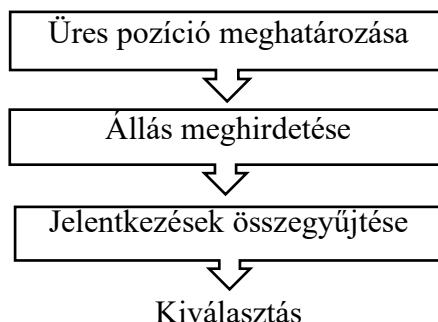 Üres pozíció meghatározása
Állás meghirdetése
Jelentkezések összegyűjtése
Kiválasztás